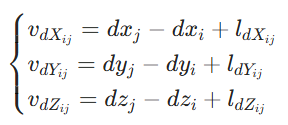 v_{dX_{ij}} = dx_j − dx_i + l_{dX_{ij}}
v_{dY_{ij}} = dy_j − dy_i + l_{dY_{ij}}
v_{dZ_{ij}} = dz_j − dz_i + l_{dZ_{ij}}